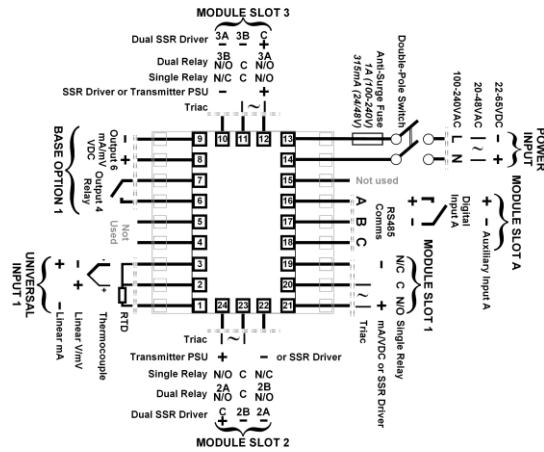 MODULE SLOT 3
3A 3B C
Dual SSR Driver − − +
3B 3A
Dual Relay N/O C N/O
Single Relay N/C C N/O
SSR Driver or Transmitter PSU − +
Triac | ~ |
9 10 11 12 13
8 14
7 15
6 16
5 17
4 18
3 19
2 20
1 24 23 22 21
BASE OPTION 1
Output 6
mA/mV
VDC
− +
Output 4
Relay
Not
Used
UNIVERSAL
INPUT 1
+ − +
− + −
RTD
Thermocouple
Linear V/mV
Linear mA
Anti-Surge Fuse
1A (100-240V)
315mA (24/48V)
Double-Pole Switch
L N
100-240VAC
| ~ |
20-48VAC
− +
22-65VDC
POWER
INPUT
Not used
A B C
RS485
Comms
+ −
Digital
Input A
+ −
Auxiliary Input A
MODULE SLOT A
MODULE SLOT 1
N/C C N/O Single Relay
− + mA/VDC or SSR Driver
| ~ | Triac
Triac | ~ |
Transmitter PSU + − or SSR Driver
Single Relay N/O C N/C
2A 2B
Dual Relay N/O C N/O
C 2B 2A
Dual SSR Driver + − −
MODULE SLOT 2